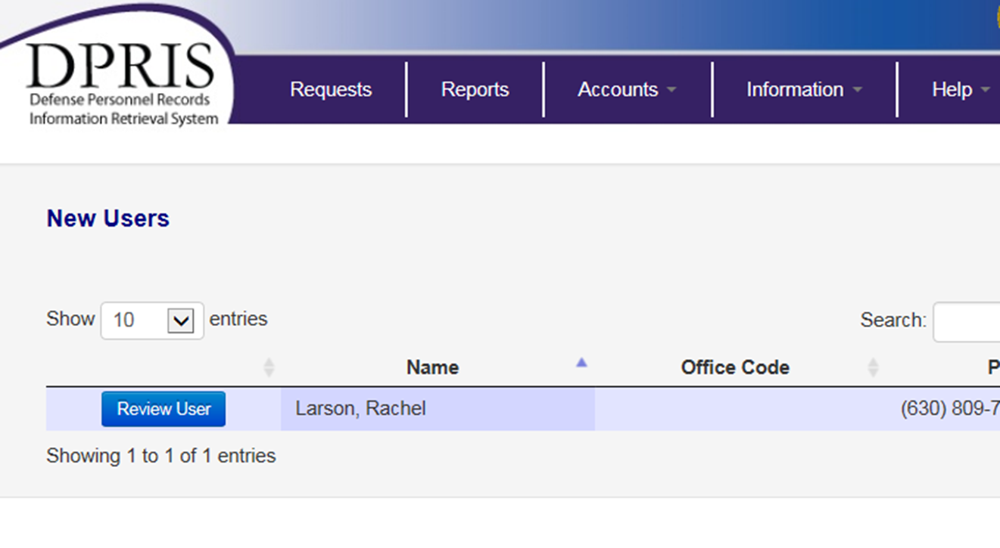 DPRIS
Defense Personnel Records
Information Retrieval System
Requests
Reports
Accounts
Information
Help
New Users
Show 10 entries
Search:
Name
Office Code
P
Review User
Larson, Rachel
(630) 809-7
Showing 1 to 1 of 1 entries